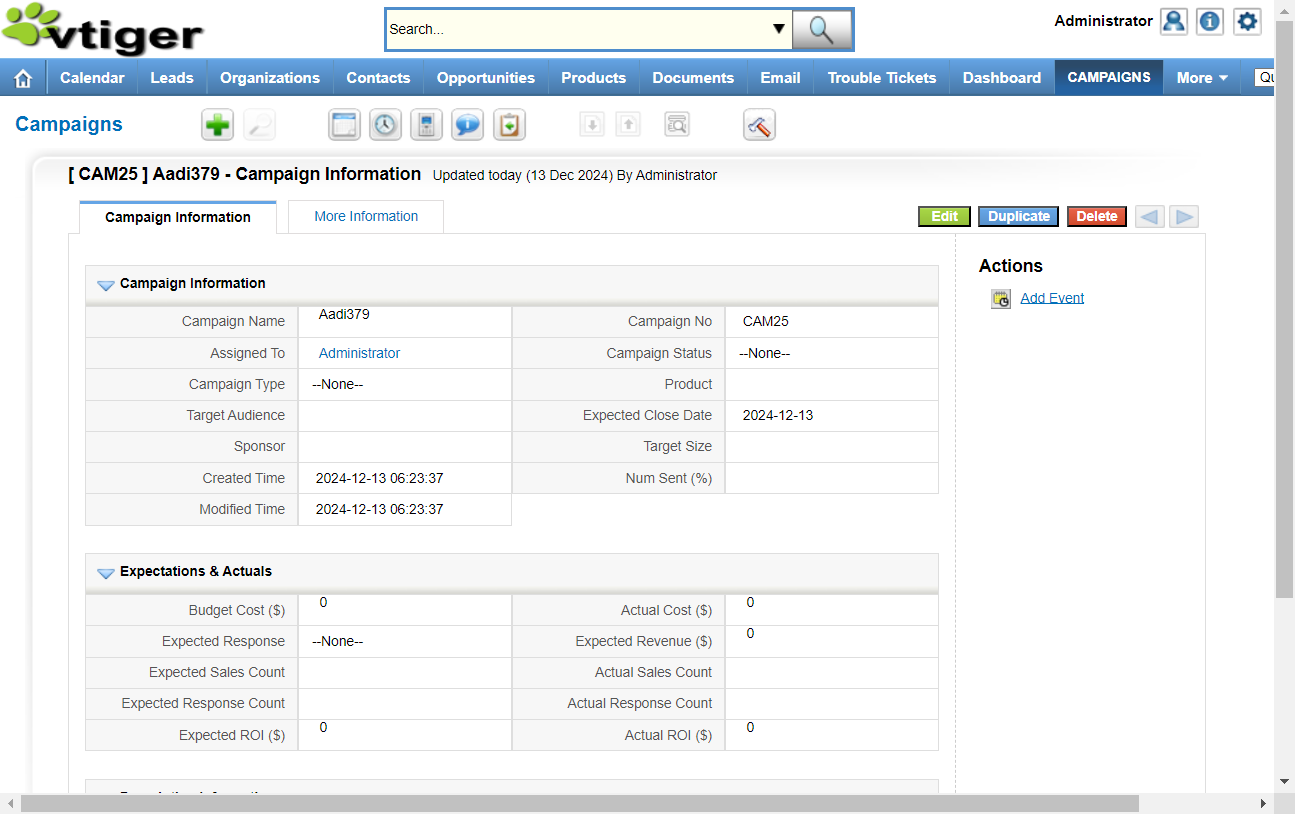 vtiger
Search...
Administrator
Calendar Leads Organizations Contacts Opportunities Products Documents Email Trouble Tickets Dashboard CAMPAIGNS More
Campaigns
[ CAM25 ] Aadi379 - Campaign Information Updated today (13 Dec 2024) By Administrator
Campaign Information More Information Edit Duplicate Delete
Actions
Add Event
Campaign Information
Campaign Name Aadi379 Campaign No CAM25
Assigned To Administrator Campaign Status --None--
Campaign Type --None-- Product
Target Audience Expected Close Date 2024-12-13
Sponsor Target Size
Created Time 2024-12-13 06:23:37 Num Sent (%)
Modified Time 2024-12-13 06:23:37
Expectations & Actuals
Budget Cost ($) 0 Actual Cost ($) 0
Expected Response --None-- Expected Revenue ($) 0
Expected Sales Count Actual Sales Count
Expected Response Count Actual Response Count
Expected ROI ($) 0 Actual ROI ($) 0